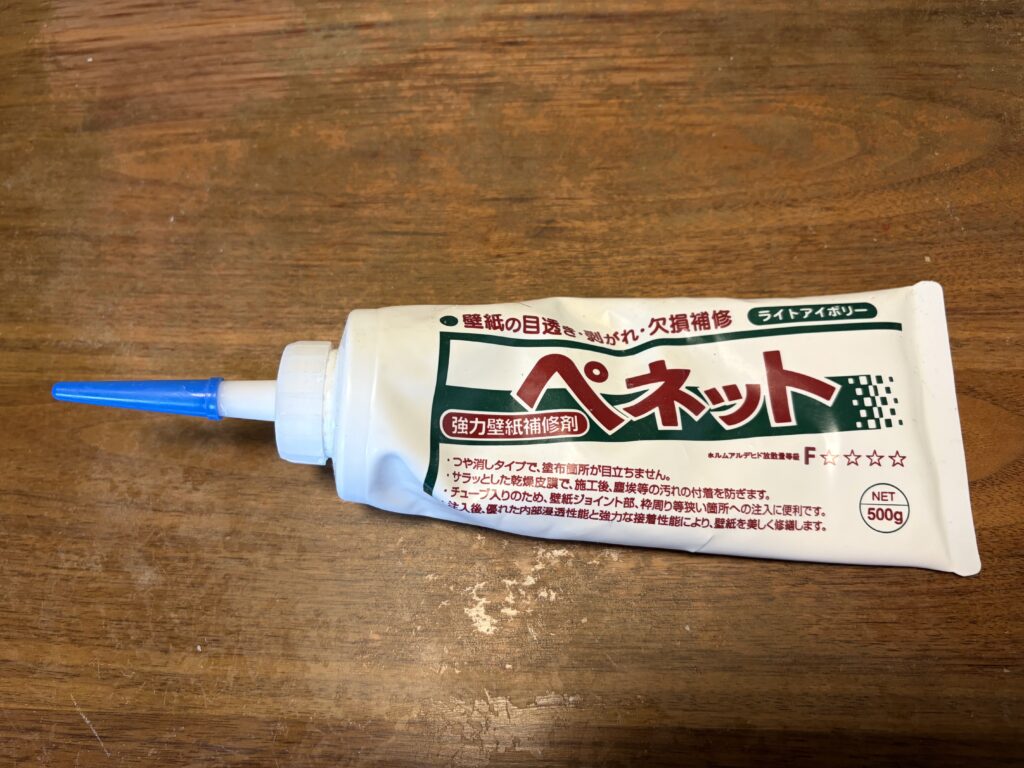 ●壁紙の目透き・剥がれ・欠損補修
ライトアイボリー
ペネット
強力壁紙補修剤
ホルムアルデヒド放散量等級 F☆☆☆☆
・つや消しタイプで、塗布箇所が目立ちません。
・サラッとした乾燥皮膜で、施工後、塵埃等の汚れの付着を防ぎます。
・チューブ入りのため、壁紙ジョイント部、枠周り等狭い箇所への注入に便利です。
注入後、優れた内部浸透性能と強力な接着性能により、壁紙を美しく修繕します。
NET
500g